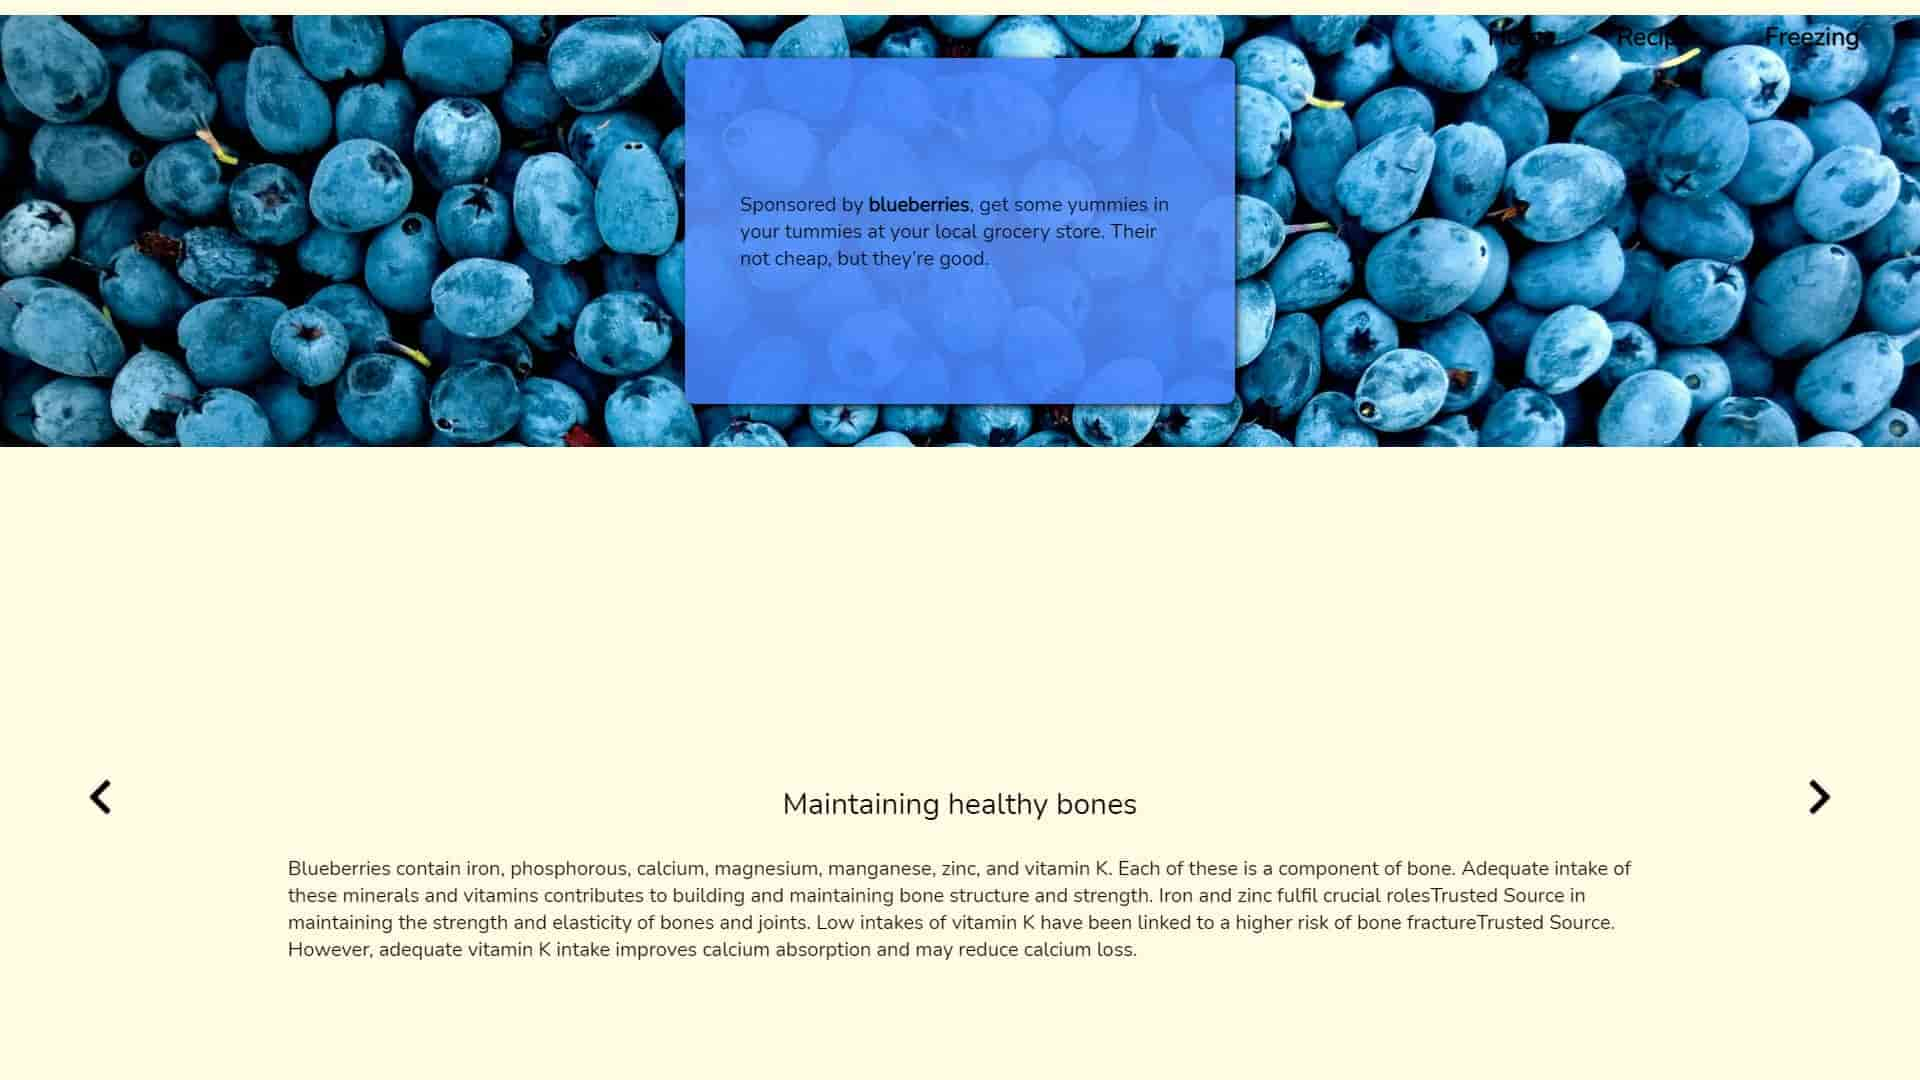 Home Recipes Freezing
Sponsored by blueberries, get some yummies in
your tummies at your local grocery store. Their
not cheap, but they're good.
Maintaining healthy bones
Blueberries contain iron, phosphorous, calcium, magnesium, manganese, zinc, and vitamin K. Each of these is a component of bone. Adequate intake of
these minerals and vitamins contributes to building and maintaining bone structure and strength. Iron and zinc fulfil crucial rolesTrusted Source in
maintaining the strength and elasticity of bones and joints. Low intakes of vitamin K have been linked to a higher risk of bone fractureTrusted Source.
However, adequate vitamin K intake improves calcium absorption and may reduce calcium loss.